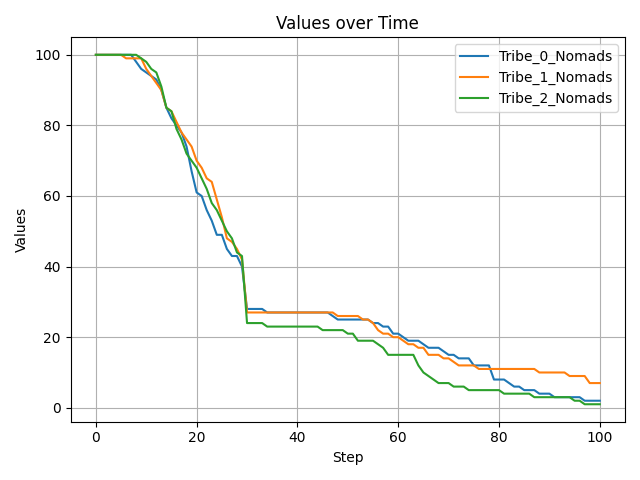 Values over Time
Tribe_0_Nomads
Tribe_1_Nomads
Tribe_2_Nomads
Values
100
80
60
40
20
0
0 20 40 60 80 100
Step